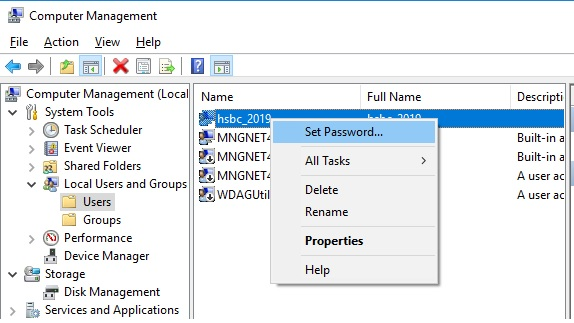 Computer Management
File Action View Help
Computer Management (Local
System Tools
Task Scheduler
Event Viewer
Shared Folders
Local Users and Groups
Users
Groups
Performance
Device Manager
Storage
Disk Management
Services and Applications
Name Full Name Descripti
hsbc_2019 hsbc_2019
MNGNET4 Built-in a
MNGNET4 Built-in a
MNGNET4 A user ac
WDAGUtil A user ac
Set Password...
All Tasks
Delete
Rename
Properties
Help